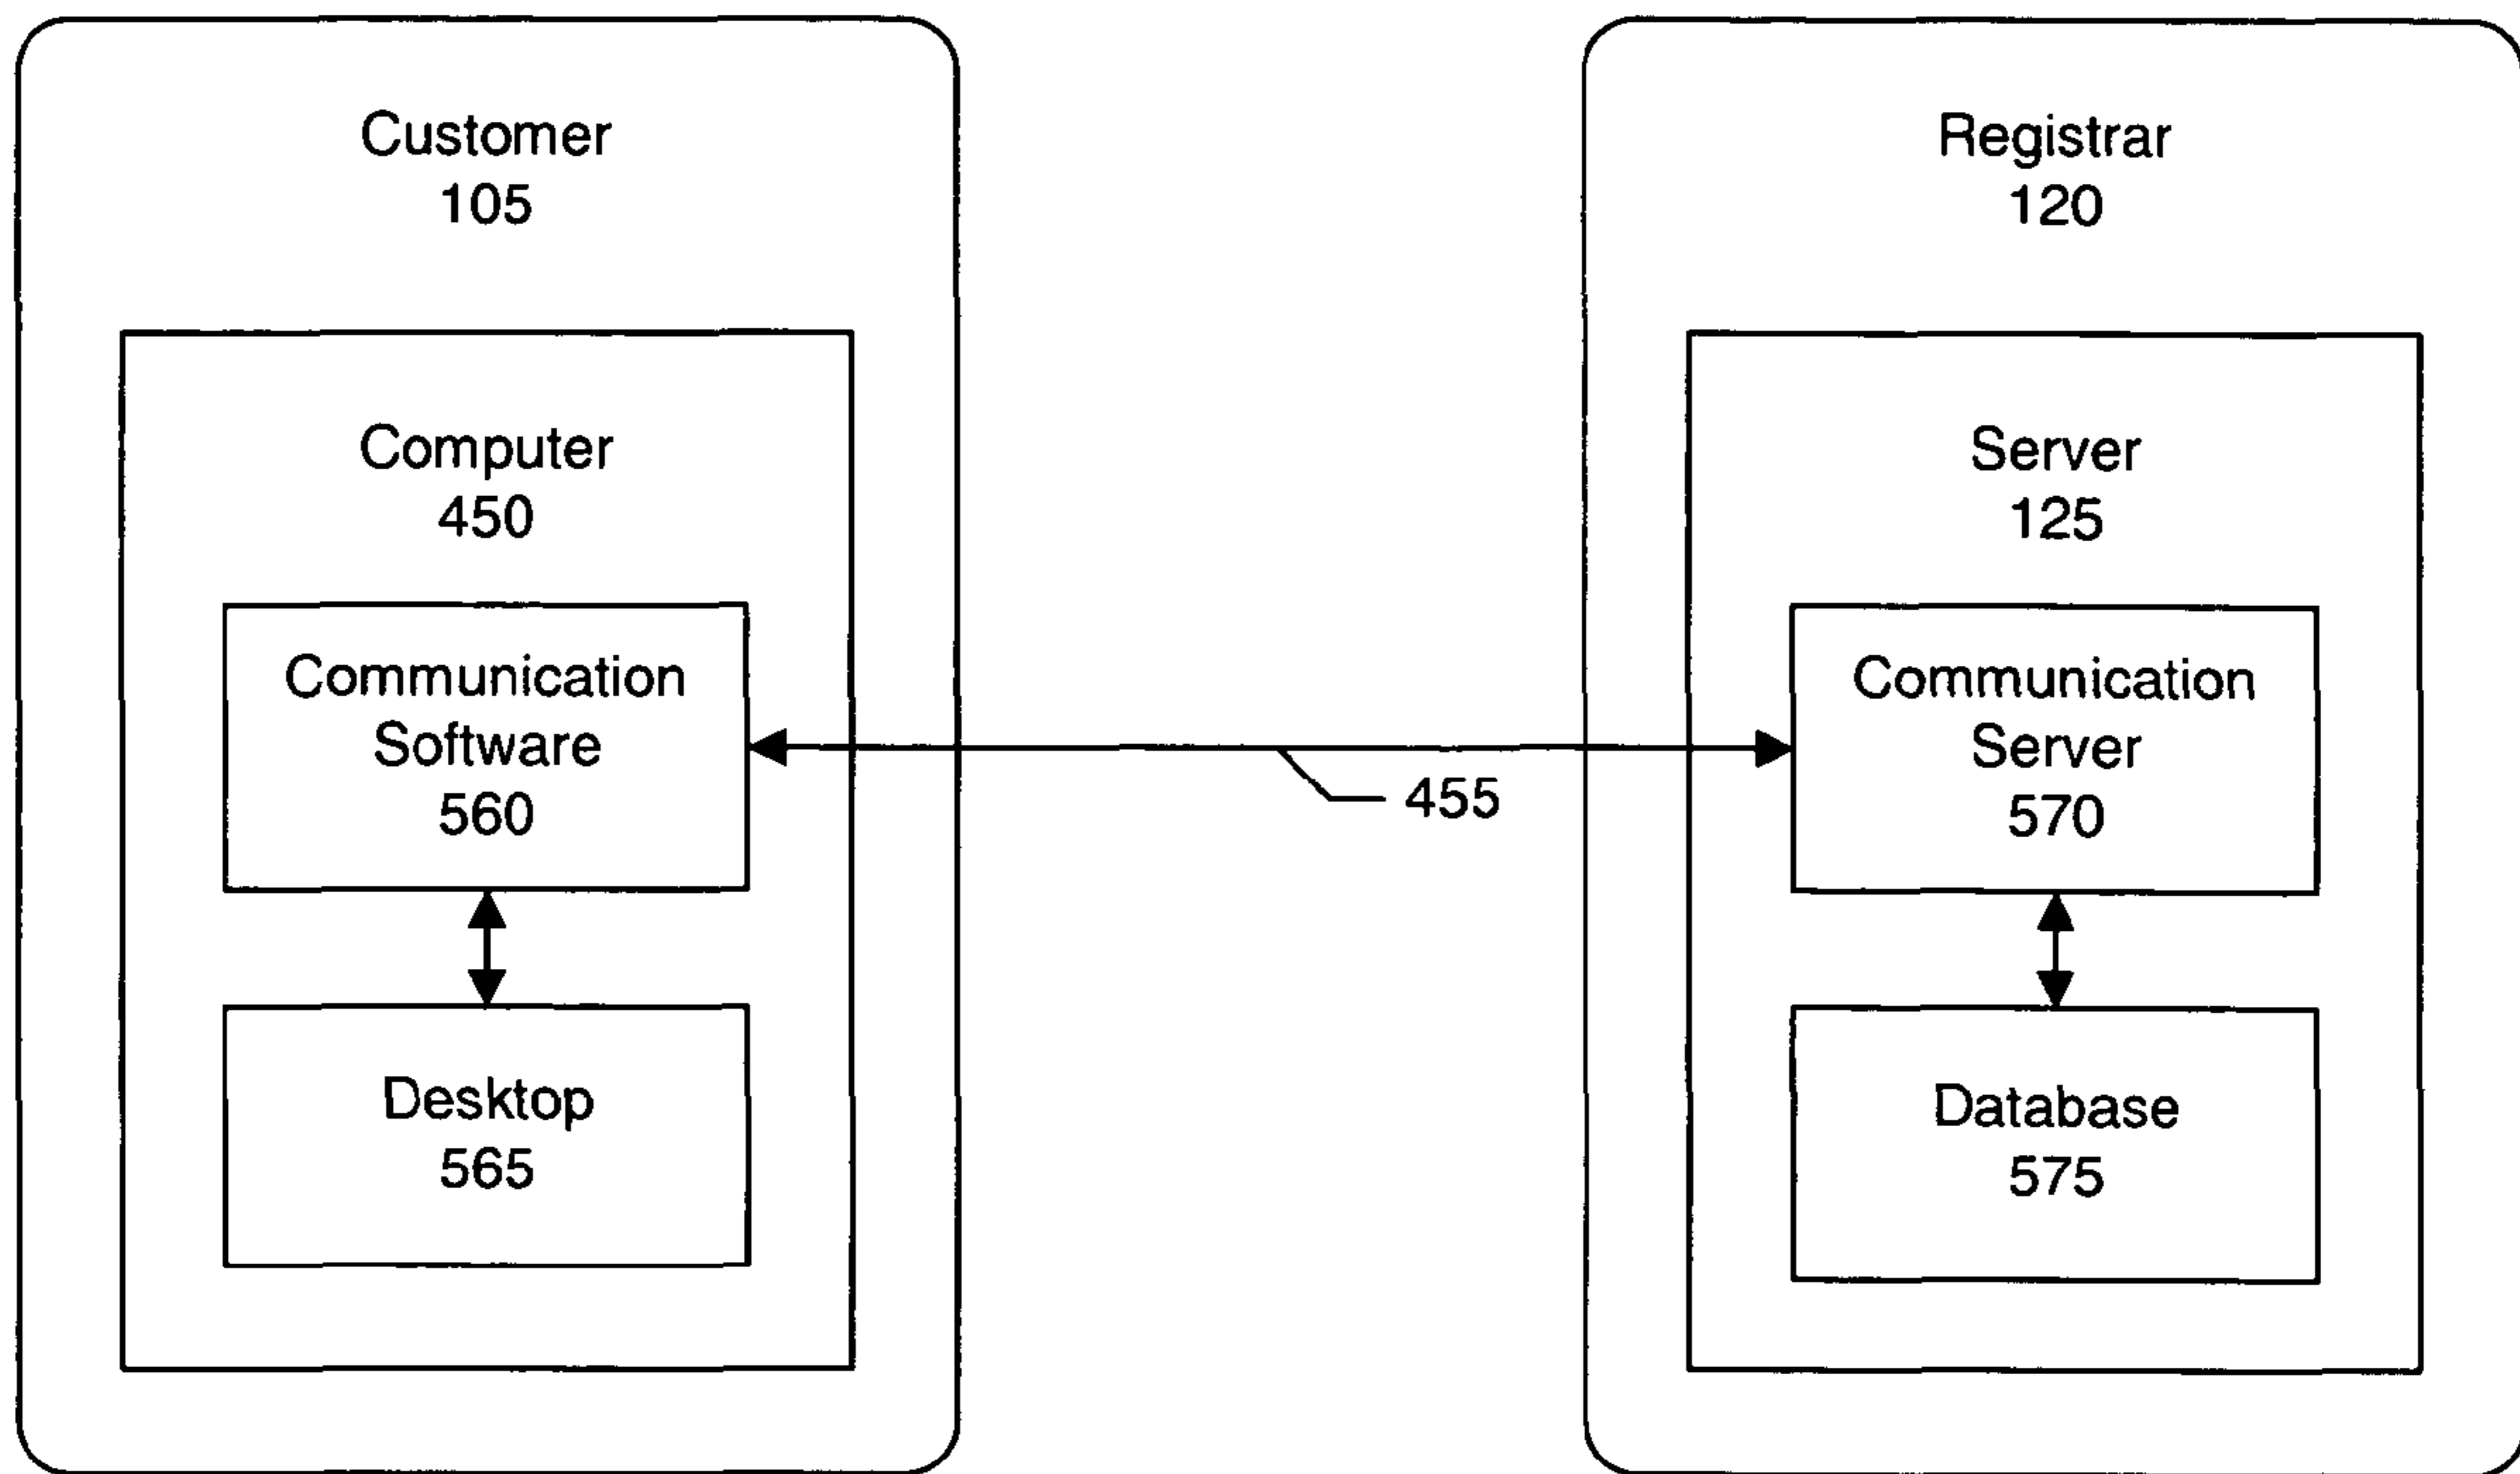 Customer
105
Computer
450
Communication
Software
560
Desktop
565
455
Registrar
120
Server
125
Communication
Server
570
Database
575